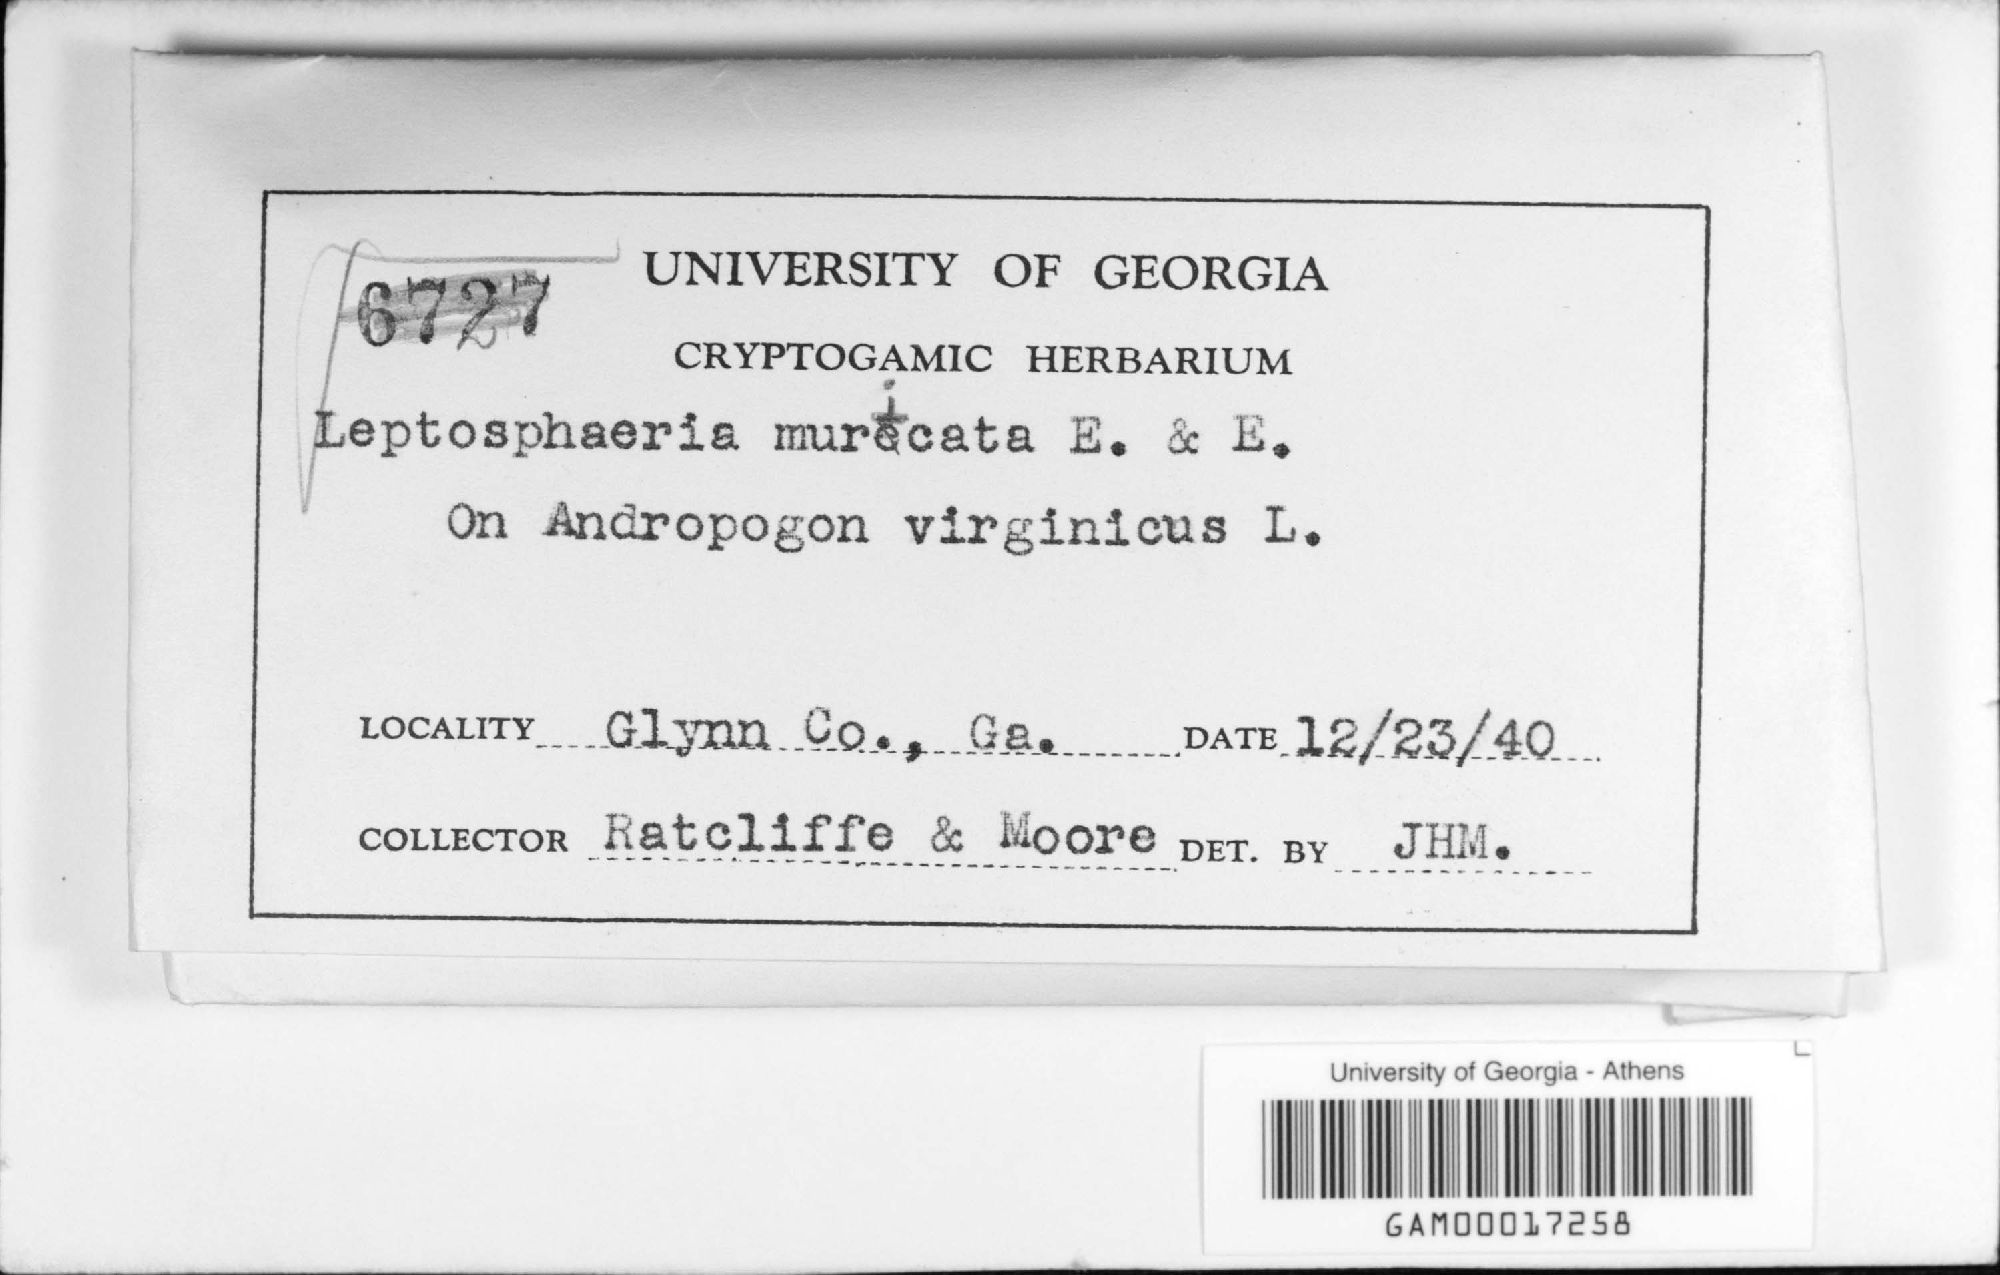 6727
UNIVERSITY OF GEORGIA
CRYPTOGAMIC HERBARIUM
Leptosphaeria muricata E. & E.
On Andropogon virginicus L.
LOCALITY Glynn Co., Ga. DATE 12/23/40
COLLECTOR Ratcliffe & Moore DET. BY JHM.
University of Georgia - Athens
GAM00017258